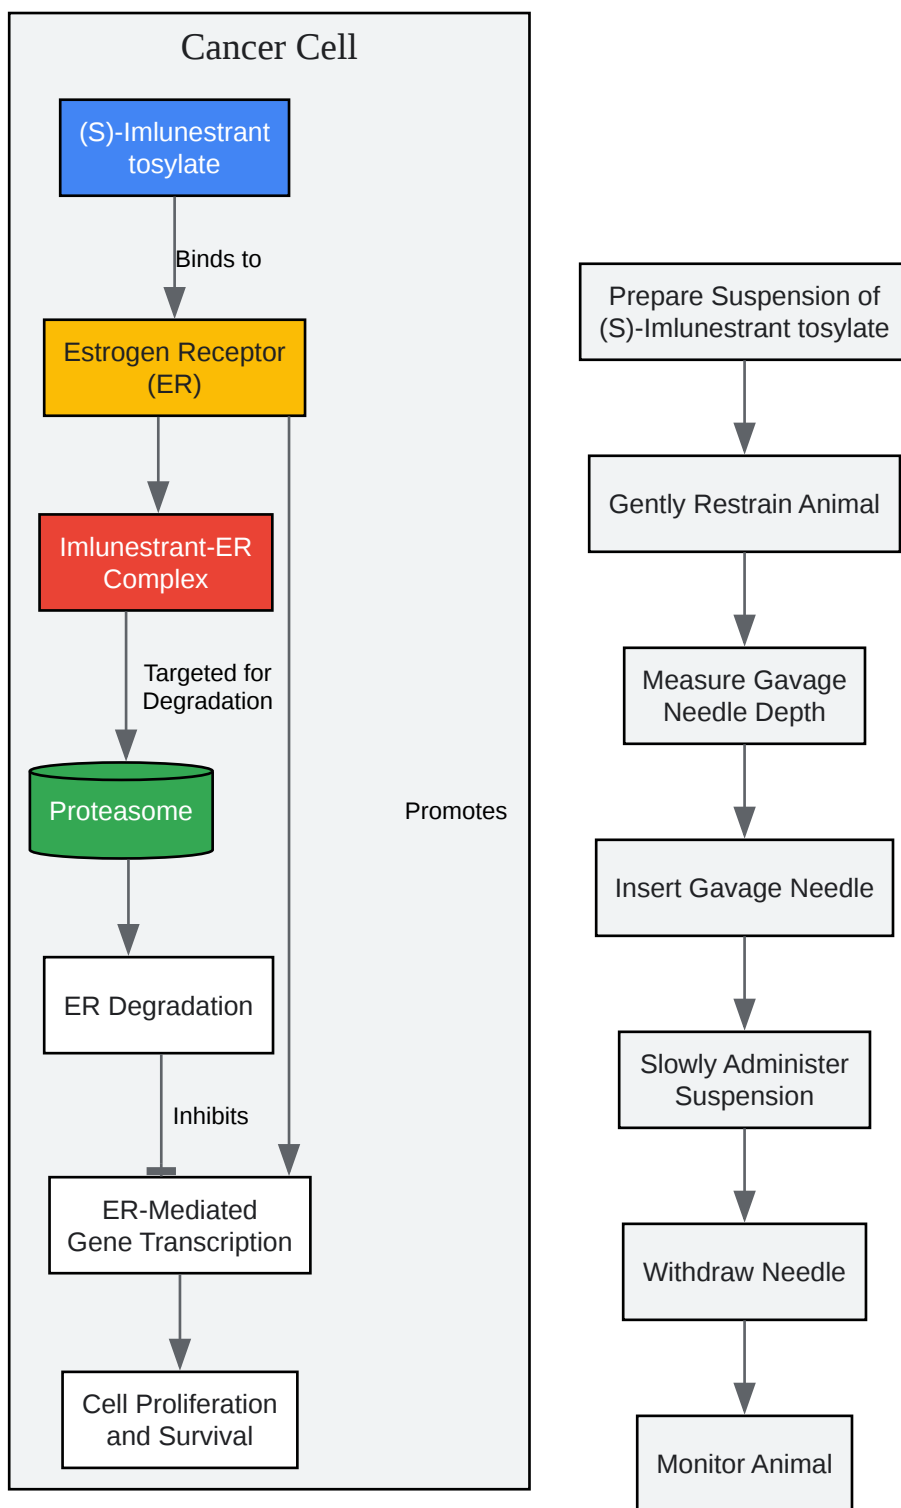 Cancer Cell
(S)-Imlunestrant
tosylate
Binds to
Estrogen Receptor
(ER)
Imlunestrant-ER
Complex
Targeted for
Degradation
Proteasome
Promotes
ER Degradation
Inhibits
ER-Mediated
Gene Transcription
Cell Proliferation
and Survival
Prepare Suspension of
(S)-Imlunestrant tosylate
Gently Restrain Animal
Measure Gavage
Needle Depth
Insert Gavage Needle
Slowly Administer
Suspension
Withdraw Needle
Monitor Animal